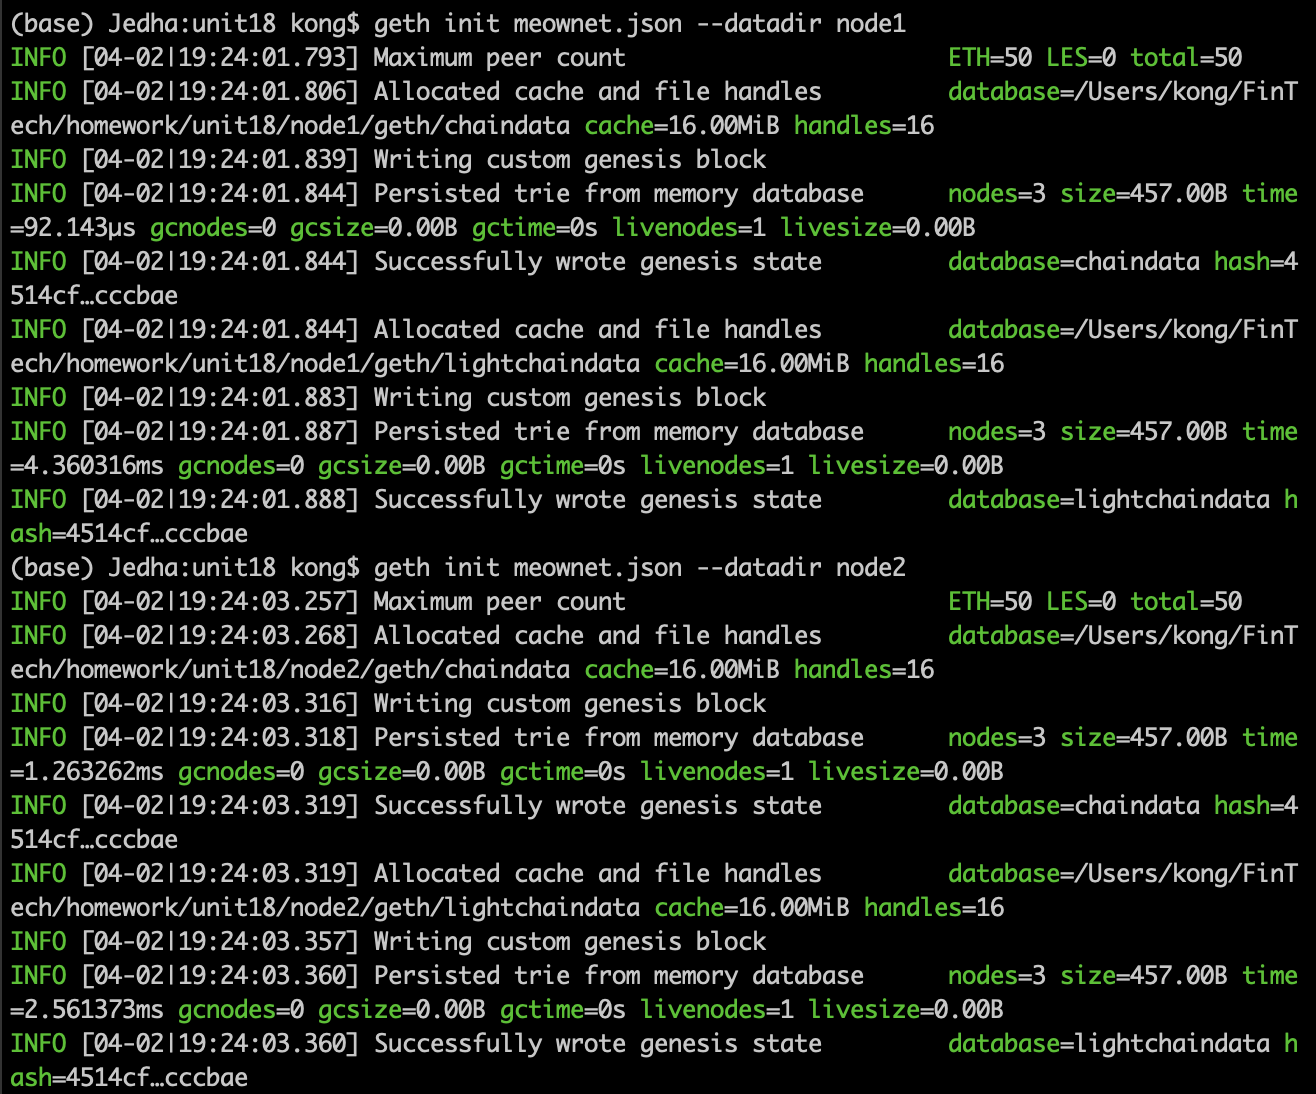 (base) Jedha:unit18 kong$ geth init meownet.json --datadir node1
INFO [04-02|19:24:01.793] Maximum peer count                       ETH=50 LES=0 total=50
INFO [04-02|19:24:01.806] Allocated cache and file handles         database=/Users/kong/FinT
ech/homework/unit18/node1/geth/chaindata cache=16.00MiB handles=16
INFO [04-02|19:24:01.839] Writing custom genesis block
INFO [04-02|19:24:01.844] Persisted trie from memory database      nodes=3 size=457.00B time
=92.143µs gcnodes=0 gcsize=0.00B gctime=0s livenodes=1 livesize=0.00B
INFO [04-02|19:24:01.844] Successfully wrote genesis state         database=chaindata hash=4
514cf…cccbae
INFO [04-02|19:24:01.844] Allocated cache and file handles         database=/Users/kong/FinT
ech/homework/unit18/node1/geth/lightchaindata cache=16.00MiB handles=16
INFO [04-02|19:24:01.883] Writing custom genesis block
INFO [04-02|19:24:01.887] Persisted trie from memory database      nodes=3 size=457.00B time
=4.360316ms gcnodes=0 gcsize=0.00B gctime=0s livenodes=1 livesize=0.00B
INFO [04-02|19:24:01.888] Successfully wrote genesis state         database=lightchaindata h
ash=4514cf…cccbae
(base) Jedha:unit18 kong$ geth init meownet.json --datadir node2
INFO [04-02|19:24:03.257] Maximum peer count                       ETH=50 LES=0 total=50
INFO [04-02|19:24:03.268] Allocated cache and file handles         database=/Users/kong/FinT
ech/homework/unit18/node2/geth/chaindata cache=16.00MiB handles=16
INFO [04-02|19:24:03.316] Writing custom genesis block
INFO [04-02|19:24:03.318] Persisted trie from memory database      nodes=3 size=457.00B time
=1.263262ms gcnodes=0 gcsize=0.00B gctime=0s livenodes=1 livesize=0.00B
INFO [04-02|19:24:03.319] Successfully wrote genesis state         database=chaindata hash=4
514cf…cccbae
INFO [04-02|19:24:03.319] Allocated cache and file handles         database=/Users/kong/FinT
ech/homework/unit18/node2/geth/lightchaindata cache=16.00MiB handles=16
INFO [04-02|19:24:03.357] Writing custom genesis block
INFO [04-02|19:24:03.360] Persisted trie from memory database      nodes=3 size=457.00B time
=2.561373ms gcnodes=0 gcsize=0.00B gctime=0s livenodes=1 livesize=0.00B
INFO [04-02|19:24:03.360] Successfully wrote genesis state         database=lightchaindata h
ash=4514cf…cccbae